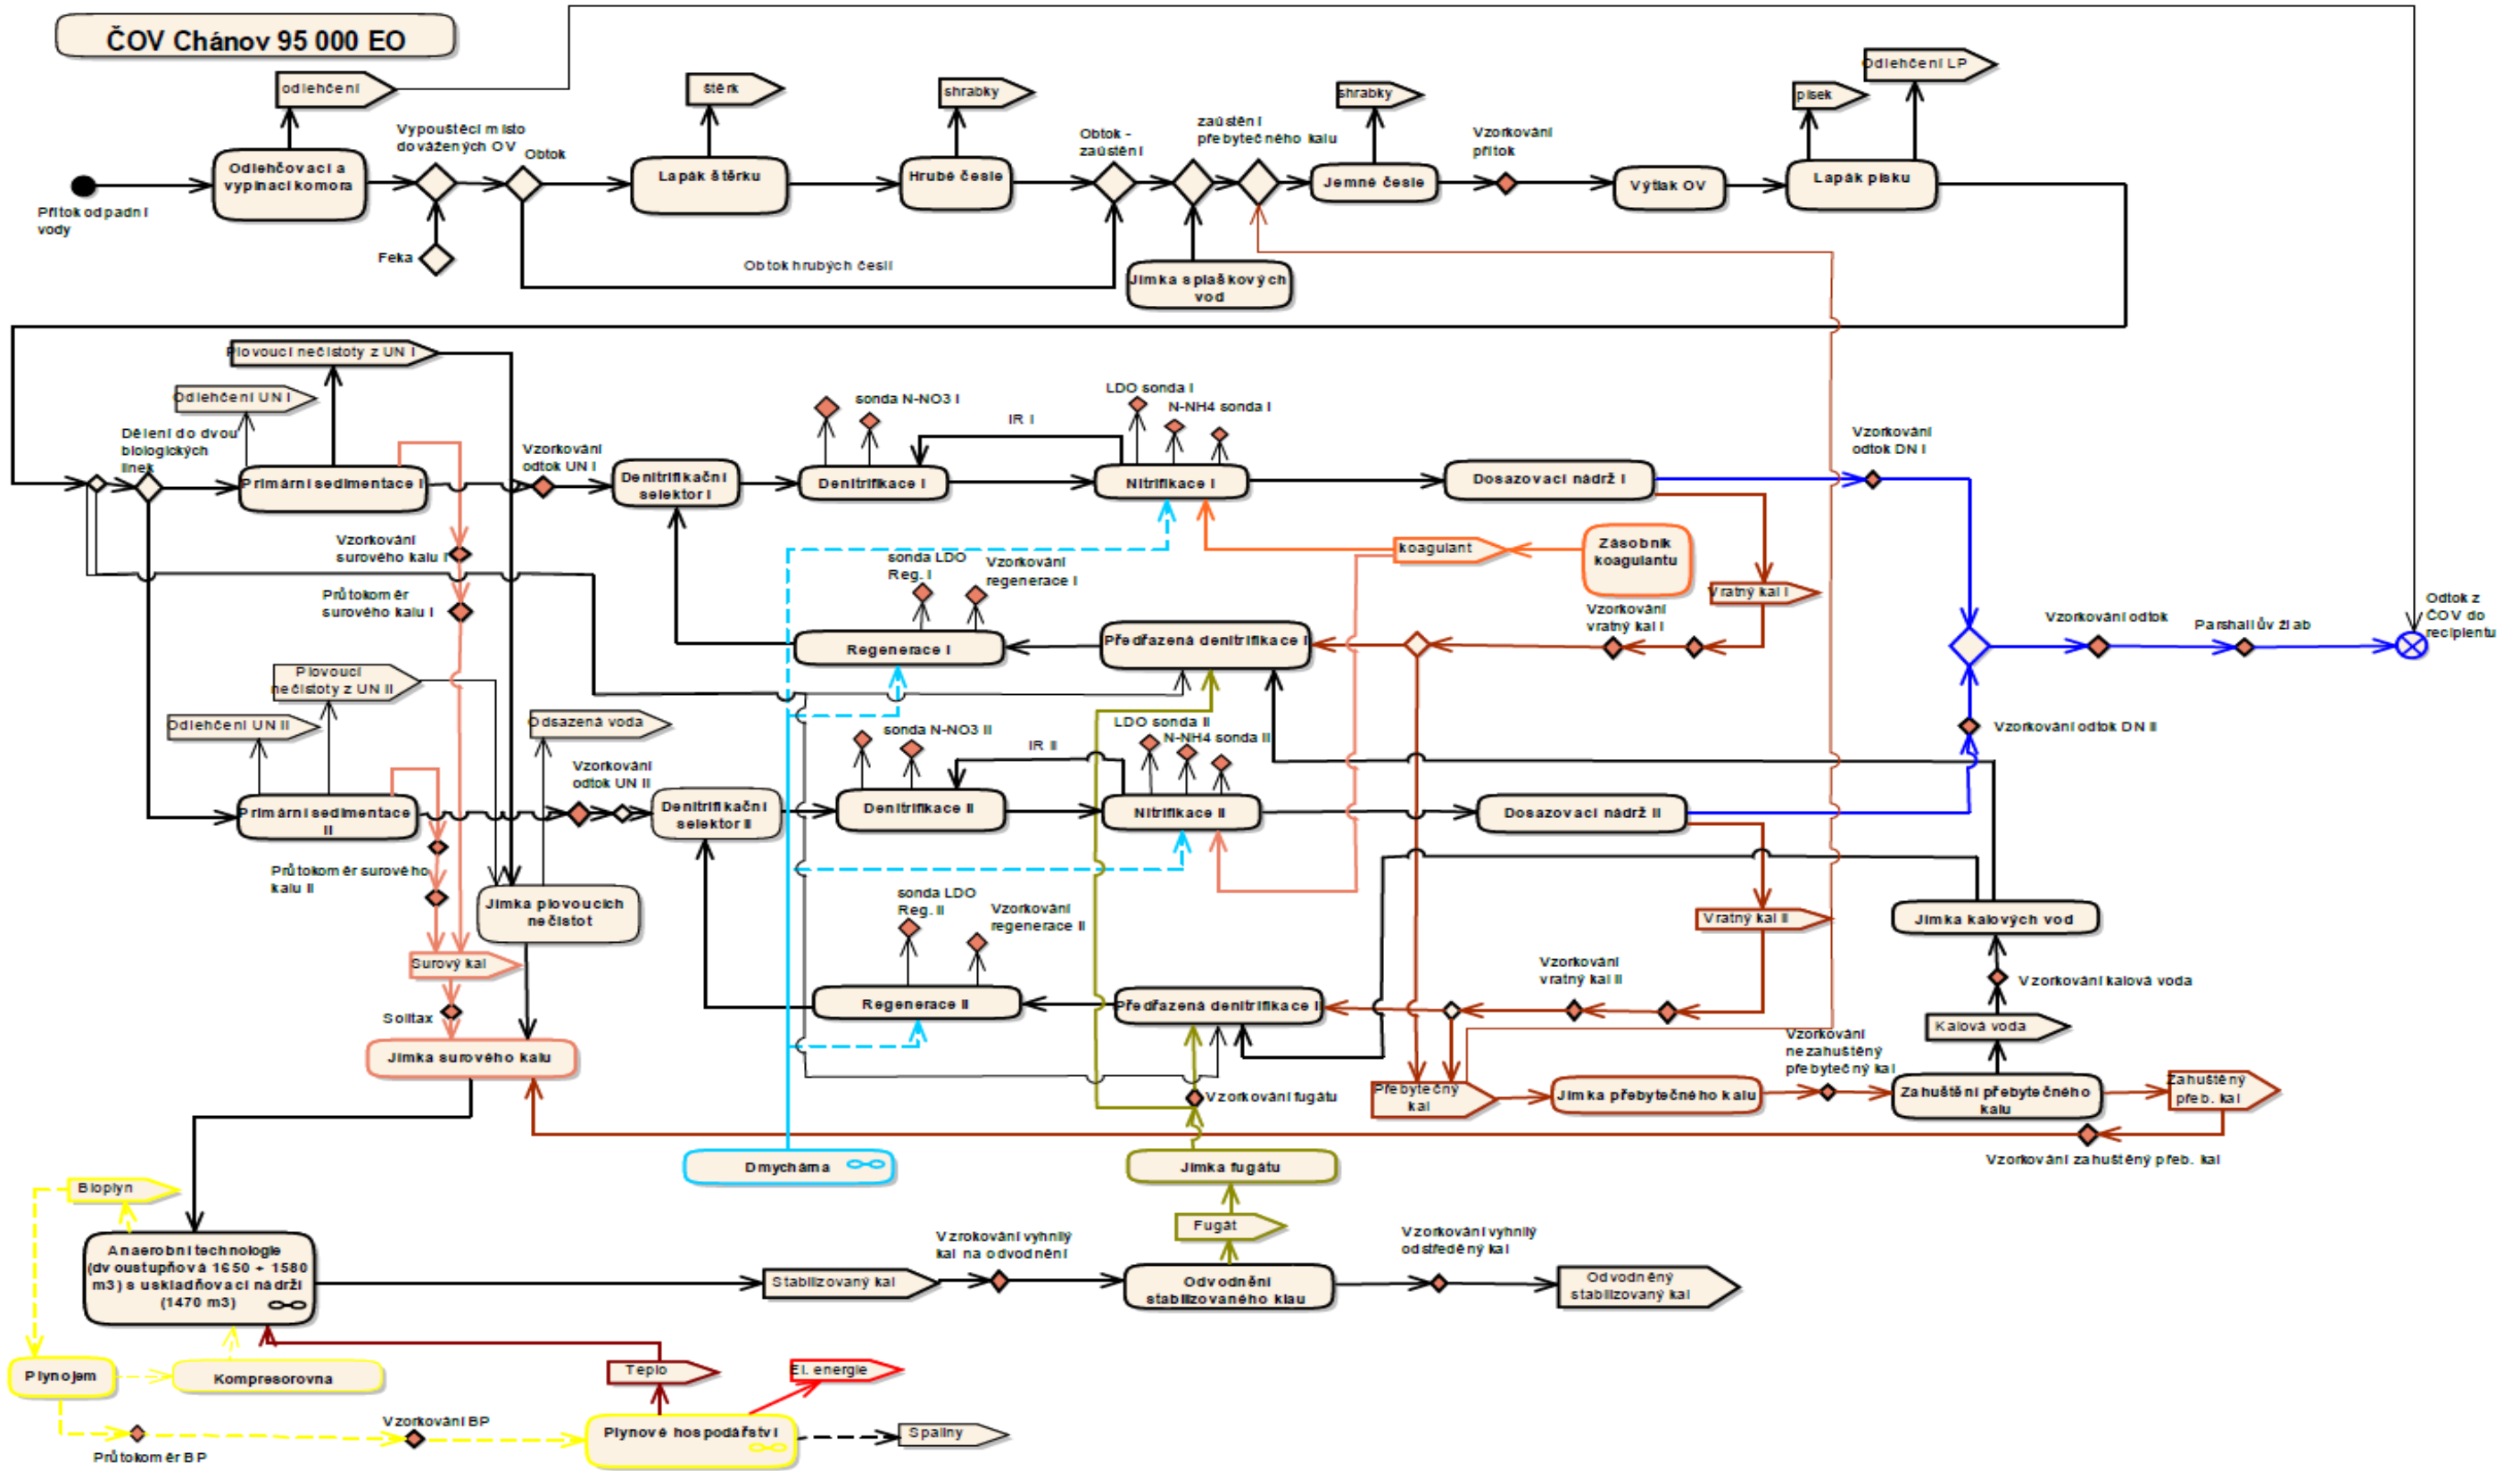 ČOV Chánov 95 000 EO
odlehčení
štěrk
shrabky
shrabky
písek
Odlehčení LP
Vypouštěcí místo
dovážených OV
Obtok
Obtok -
zaústění
zaústění
přebytečného kalu
Vzorkování
přítok
Odlehčovací a
vypínací komora
Lapák štěrku
Hrubé česle
Jemné česle
Výtlak OV
Lapák písku
Přítok odpadní
vody
Feka
Obtok hrubých česlí
Jímka splaškových
vod
Plovoucí nečistoty z UN I
Odlehčení UN I
Dělení do dvou
biologických
linek
Vzorkování
odtok UN I
sonda N-NO3 I
IR I
LDO sonda I
N-NH4 sonda I
Vzorkování
odtok DN I
Primární sedimentace I
Denitrifikační
selektor I
Denitrifikace I
Nitrifikace I
Dosazovací nádrž I
Vzorkování
surového kalu I
Průtokoměr
surového kalu I
sonda LDO
Reg. I
Vzorkování
regenerace I
koagulant
Zásobník
koagulantu
Vratný kal I
Vzorkování
vratný kal I
Regenerace I
Předřazená denitrifikace I
Vzorkování odtok
Parshallův žlab
Odtok z
ČOV do
recipientu
Plovoucí
nečistoty z UN II
Odlehčení UN II
Odsazená voda
Vzorkování
odtok UN II
sonda N-NO3 II
IR II
LDO sonda II
N-NH4 sonda II
Vzorkování odtok DN II
Primární sedimentace
II
Denitrifikační
selektor II
Denitrifikace II
Nitrifikace II
Dosazovací nádrž II
Průtokoměr surového
kalu II
Jímka plovoucích
nečistot
sonda LDO
Reg. II
Vzorkování
regenerace II
Vratný kal II
Jímka kalových vod
Surový kal
Vzorkování
vratný kal II
Vzorkování kalová voda
Solitax
Regenerace II
Předřazená denitrifikace II
Kalová voda
Jímka surového kalu
Vzorkování
nezahuštěný
přebytečný kal
Vzorkování fugátu
Přebytečný
kal
Jímka přebytečného kalu
Zahuštění přebytečného
kalu
Zahuštěný
přeb. kal
Vzorkování zahuštěný přeb. kal
Dmychárna
Jímka fugátu
Bioplyn
Fugát
Anaerobní technologie
(dvoustupňová 1650 + 1580
m3) s uskladňovací nádrží
(1470 m3)
Stabilizovaný kal
Vzrokování vyhnilý
kal na odvodnění
Odvodnění
stabilizovaného klau
Vzorkování vyhnilý
odstředěný kal
Odvodněný
stabilizovaný kal
Plynojem
Kompresorovna
Teplo
El. energie
Vzorkování BP
Průtokoměr BP
Plynové hospodářství
Spaliny